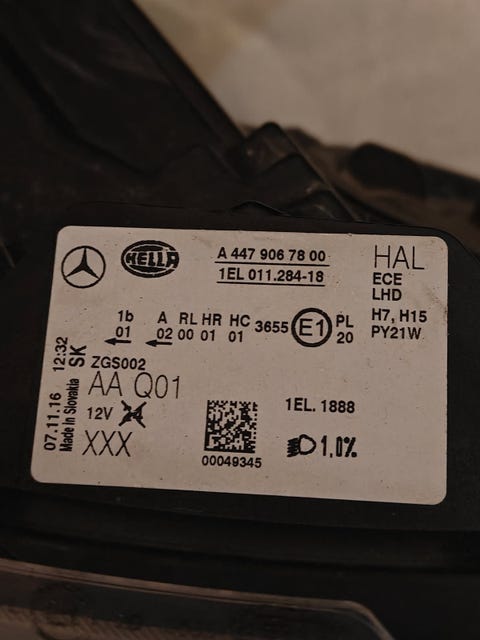 HELLA
A 447 906 78 00
1EL 011.284-18
HAL
ECE
LHD
H7, H15
PY21W
1b A RL HR HC 3655 E1 PL
01 02 00 01 01 20
ZGS002
AA Q01
12V
XXX
1EL. 1888
1,0%
00049345
07.11.16 12:32
Made in Slovakia SK